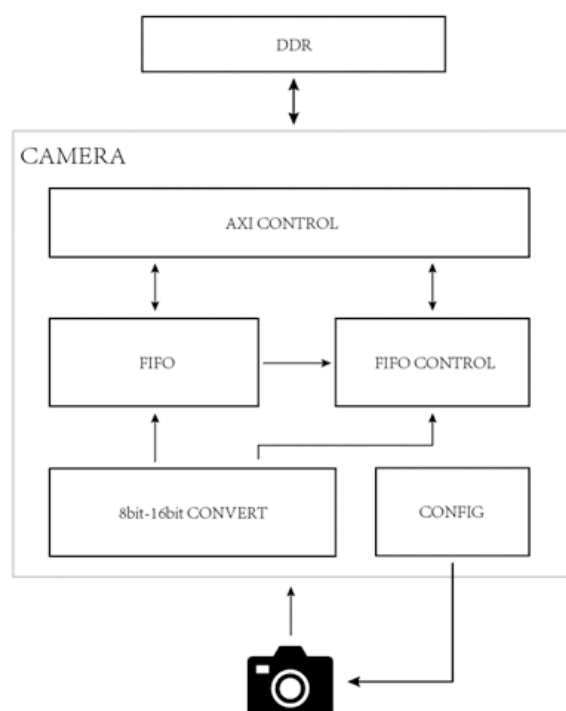 DDR
CAMERA
AXI CONTROL
FIFO
FIFO CONTROL
8bit-16bit CONVERT
CONFIG